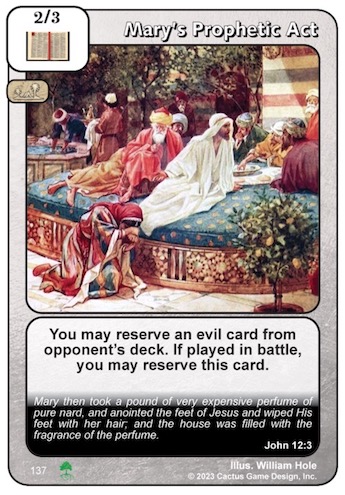 2/3
Mary's Prophetic Act
You may reserve an evil card from
opponent's deck. If played in battle,
you may reserve this card.
Mary then took a pound of very expensive perfume of
pure nard, and anointed the feet of Jesus and wiped His
feet with her hair; and the house was filled with the
fragrance of the perfume.
John 12:3
Illus. William Hole
137
© 2023 Cactus Game Design, Inc.